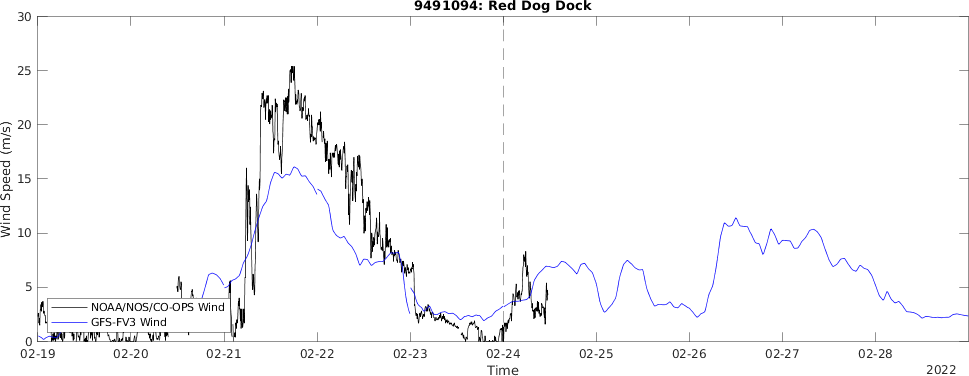 9491094: Red Dog Dock
30
25
20
15
10
5
0
Wind Speed (m/s)
NOAA/NOS/CO-OPS Wind
GFS-FV3 Wind
02-19 02-20 02-21 02-22 02-23 02-24 02-25 02-26 02-27 02-28
Time
2022